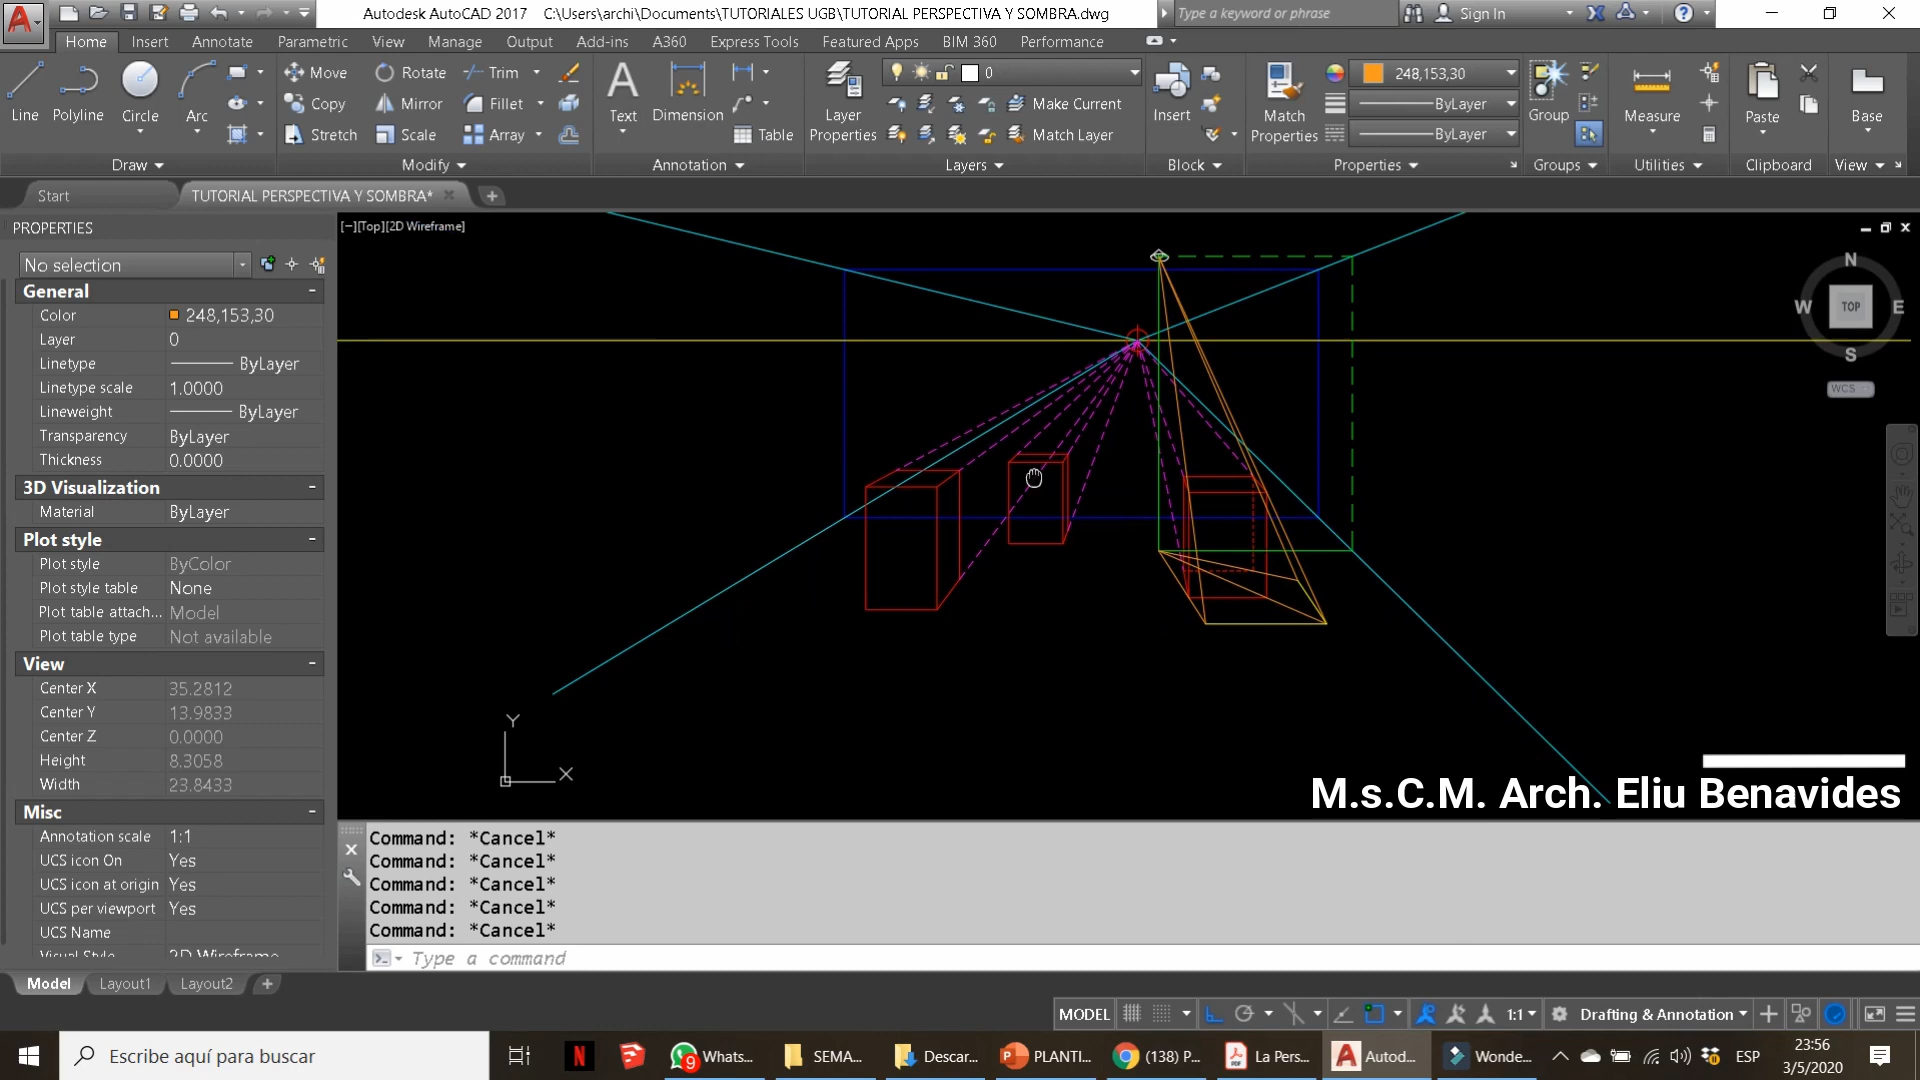 Autodesk AutoCAD 2017 C:\Users\archi\Documents\TUTORIALES UGB\TUTORIAL PERSPECTIVA Y SOMBRA.dwg
Type a keyword or phrase
Sign In
Home Insert Annotate Parametric View Manage Output Add-ins A360 Express Tools Featured Apps BIM 360 Performance
Line Polyline Circle Arc
Move Rotate Trim
Copy Mirror Fillet
Stretch Scale Array
Text Dimension Table
Layer Properties
0
Make Current
Match Layer
Insert
Match Properties
248,153,30
ByLayer
ByLayer
Group Measure Paste Base
Draw Modify Annotation Layers Block Properties Groups Utilities Clipboard View
Start TUTORIAL PERSPECTIVA Y SOMBRA*
PROPERTIES
[−][Top][2D Wireframe]
No selection
General
Color 248,153,30
Layer 0
Linetype ByLayer
Linetype scale 1.0000
Lineweight ByLayer
Transparency ByLayer
Thickness 0.0000
3D Visualization
Material ByLayer
Plot style
Plot style ByColor
Plot style table None
Plot table attach... Model
Plot table type Not available
View
Center X 35.2812
Center Y 13.9833
Center Z 0.0000
Height 8.3058
Width 23.8433
Misc
Annotation scale 1:1
UCS icon On Yes
UCS icon at origin Yes
UCS per viewport Yes
UCS Name
Visual Style 2D Wireframe
N
W TOP E
S
WCS
Y
X
M.s.C.M. Arch. Eliu Benavides
Command: *Cancel*
Command: *Cancel*
Command: *Cancel*
Command: *Cancel*
Command: *Cancel*
Type a command
Model Layout1 Layout2
MODEL 1:1 Drafting & Annotation
Escribe aquí para buscar
9
Whats... SEMA... Descar... PLANTI... (138) P... La Pers... Autod... Wonde...
ESP
23:56
3/5/2020